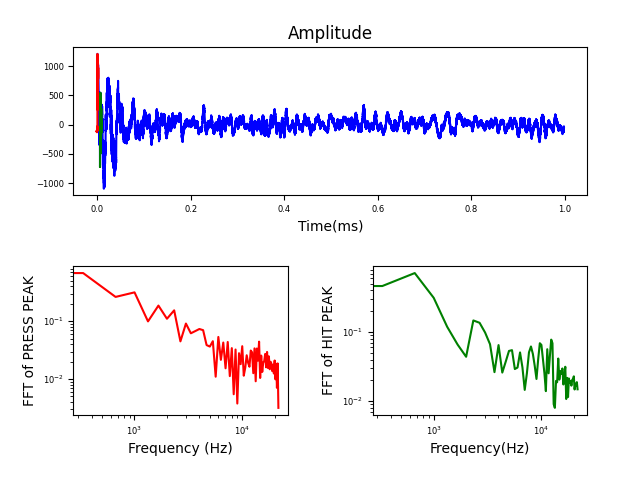 Amplitude
1000
500
0
−500
−1000
0.0 0.2 0.4 0.6 0.8 1.0
Time(ms)
FFT of PRESS PEAK
10⁻¹
10⁻²
10³ 10⁴
Frequency (Hz)
FFT of HIT PEAK
10⁻¹
10⁻²
10³ 10⁴
Frequency(Hz)